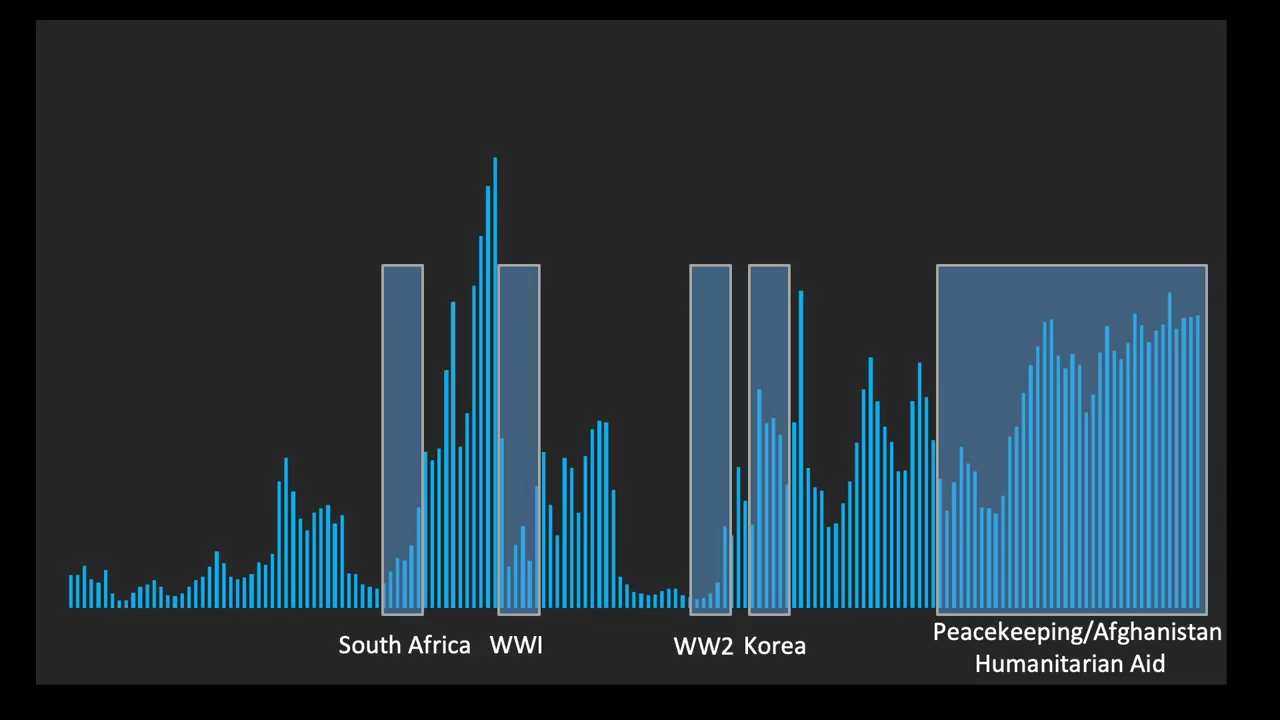 South Africa
WWI
WW2
Korea
Peacekeeping/Afghanistan
Humanitarian Aid